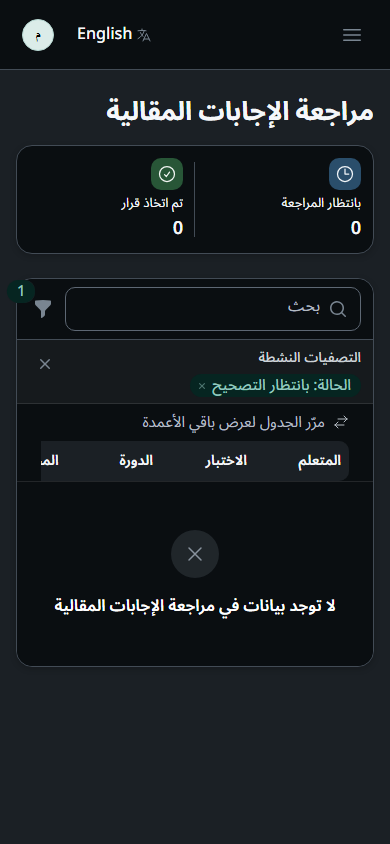 English
م
مراجعة الإجابات المقالية
بانتظار المراجعة
0
تم اتخاذ قرار
0
بحث
1
التصفيات النشطة
الحالة: بانتظار التصحيح ×
مرّر الجدول لعرض باقي الأعمدة
المتعلم الاختبار الدورة
لا توجد بيانات في مراجعة الإجابات المقالية